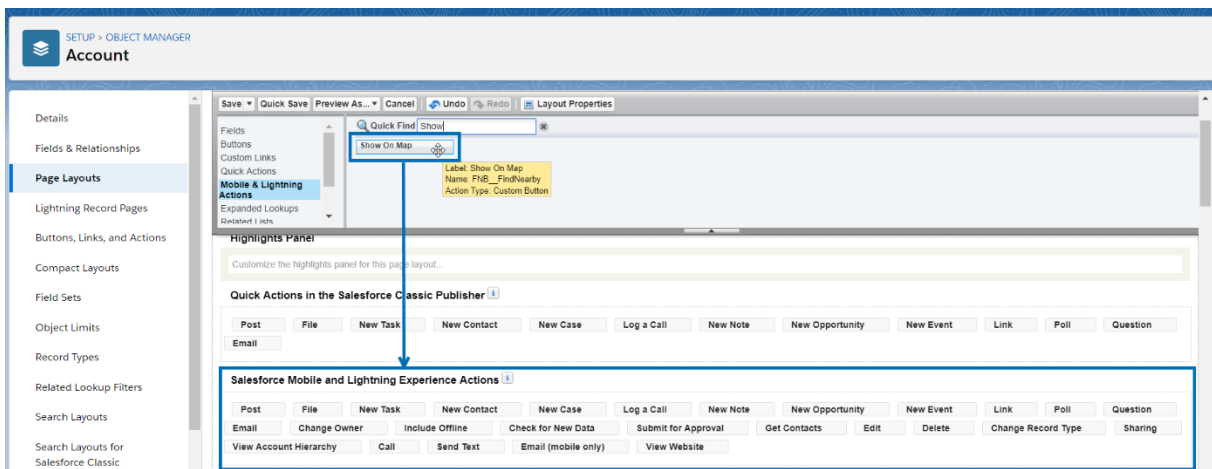 SETUP > OBJECT MANAGER
Account
Details
Fields & Relationships
Page Layouts
Lightning Record Pages
Buttons, Links, and Actions
Compact Layouts
Field Sets
Object Limits
Record Types
Related Lookup Filters
Search Layouts
Search Layouts for
Salesforce Classic
Save Quick Save Preview As... Cancel Undo Redo Layout Properties
Fields
Buttons
Custom Links
Quick Actions
Mobile & Lightning
Actions
Expanded Lookups
Related Lists
Quick Find Show
Show On Map
Label: Show On Map
Name: FNB__FindNearby
Action Type: Custom Button
Highlights Panel
Customize the highlights panel for this page layout...
Quick Actions in the Salesforce Classic Publisher
Post File New Task New Contact New Case Log a Call New Note New Opportunity New Event Link Poll Question
Email
Salesforce Mobile and Lightning Experience Actions
Post File New Task New Contact New Case Log a Call New Note New Opportunity New Event Link Poll Question
Email Change Owner Include Offline Check for New Data Submit for Approval Get Contacts Edit Delete Change Record Type Sharing
View Account Hierarchy Call Send Text Email (mobile only) View Website